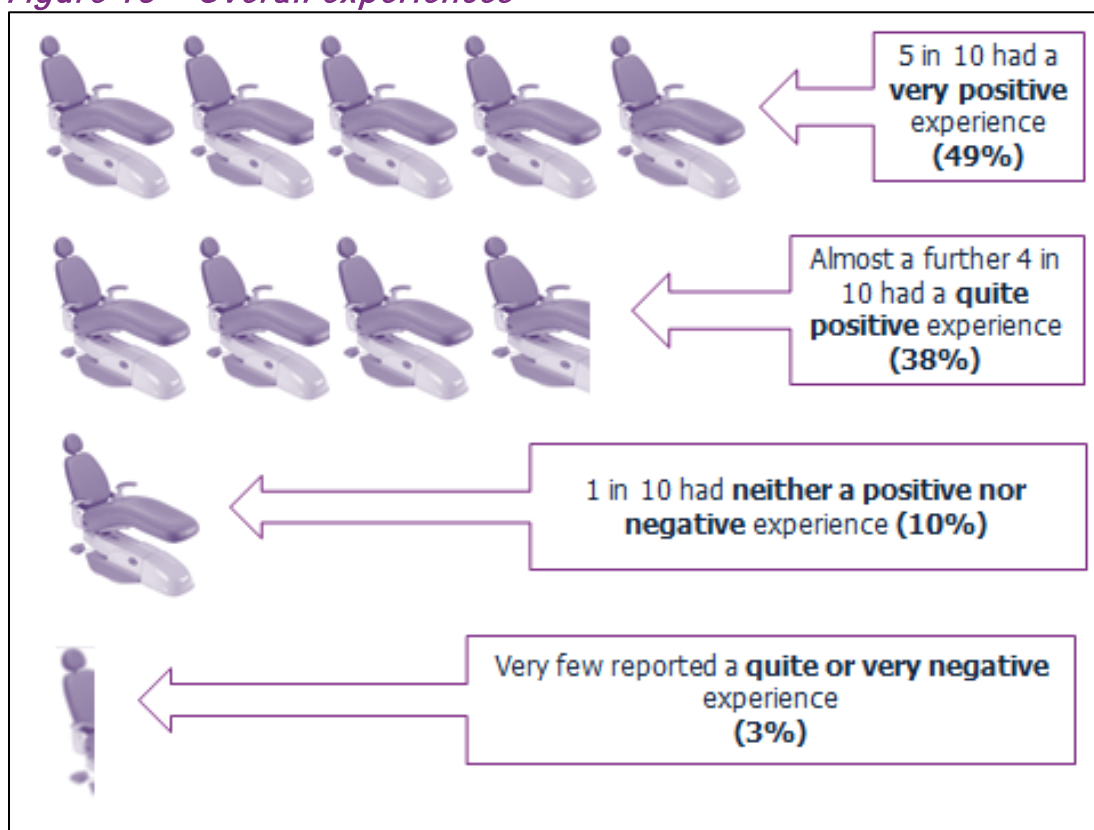 5 in 10 had a
very positive
experience
(49%)
Almost a further 4 in
10 had a quite
positive experience
(38%)
1 in 10 had neither a positive nor
negative experience (10%)
Very few reported a quite or very negative
experience
(3%)